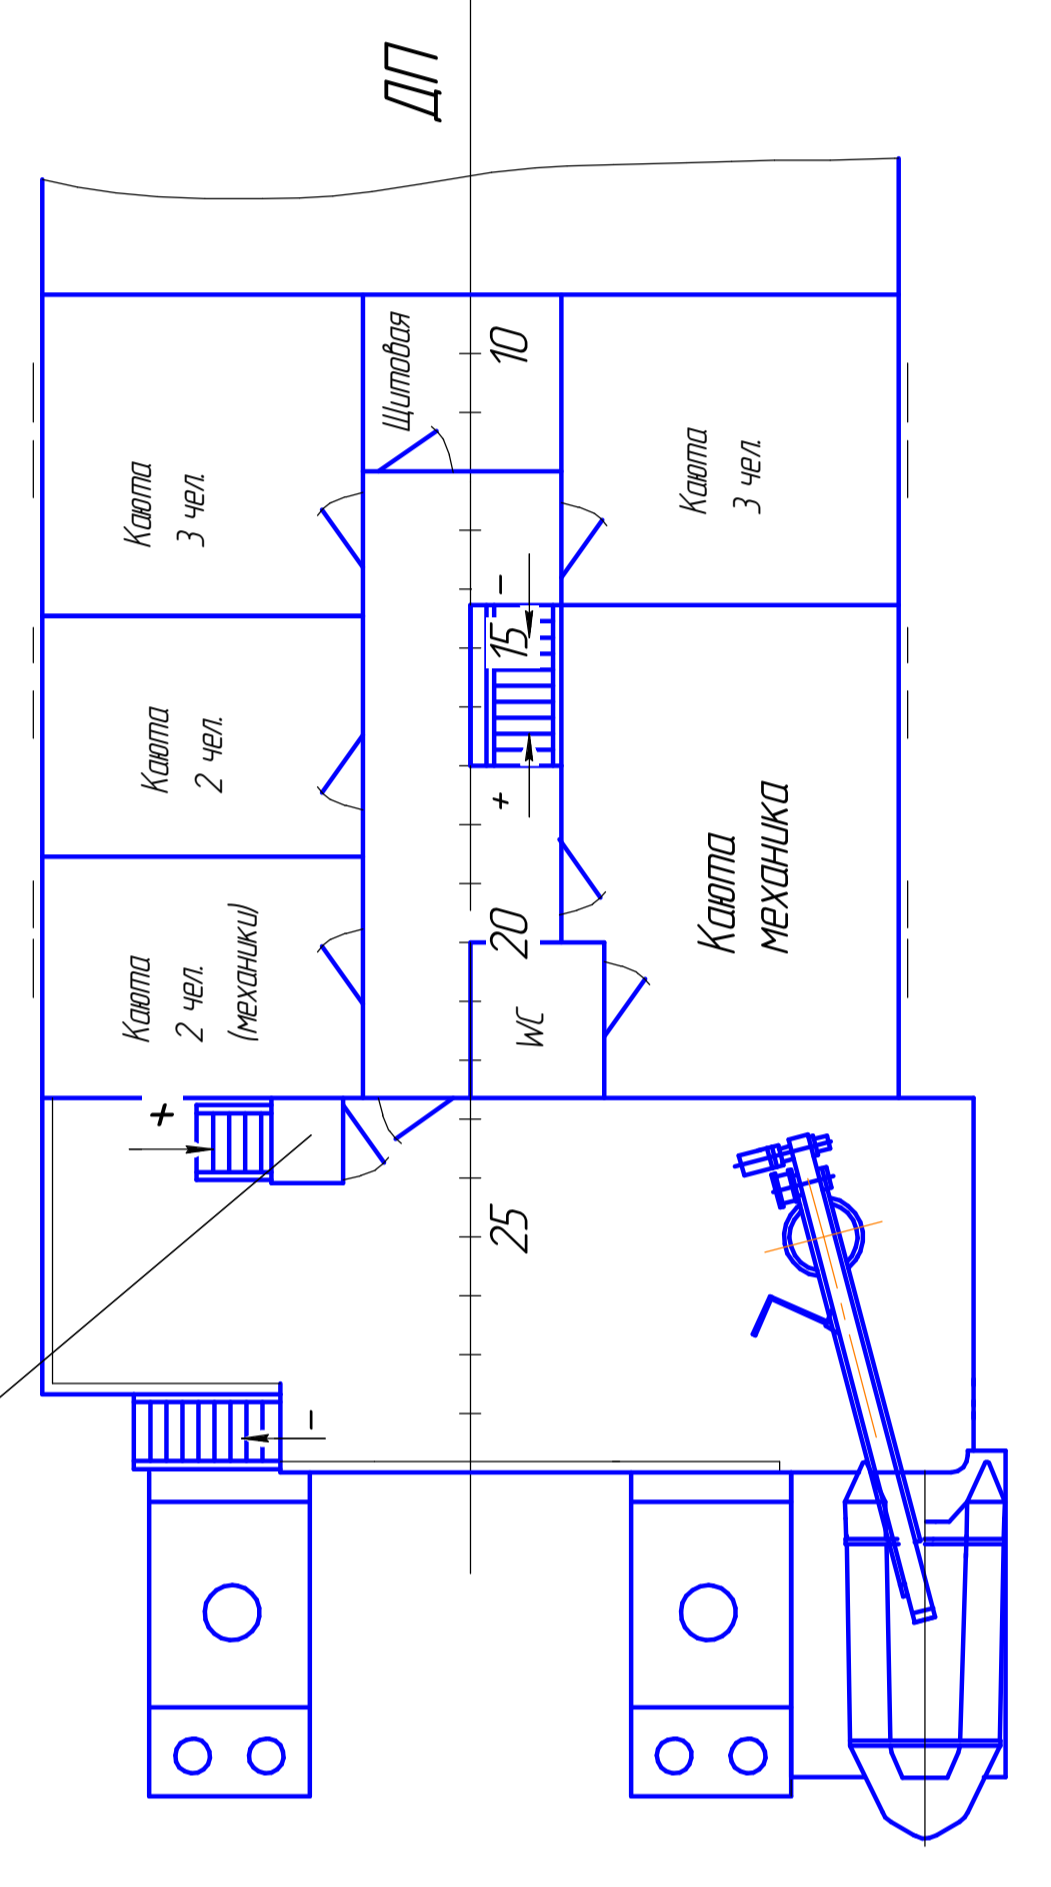 ДП
Щитовая
10
Каюта
3 чел.
Каюта
3 чел.
–
15
Каюта
2 чел.
+
Каюта
механика
20
Каюта
2 чел.
(механики)
WC
+
25
–